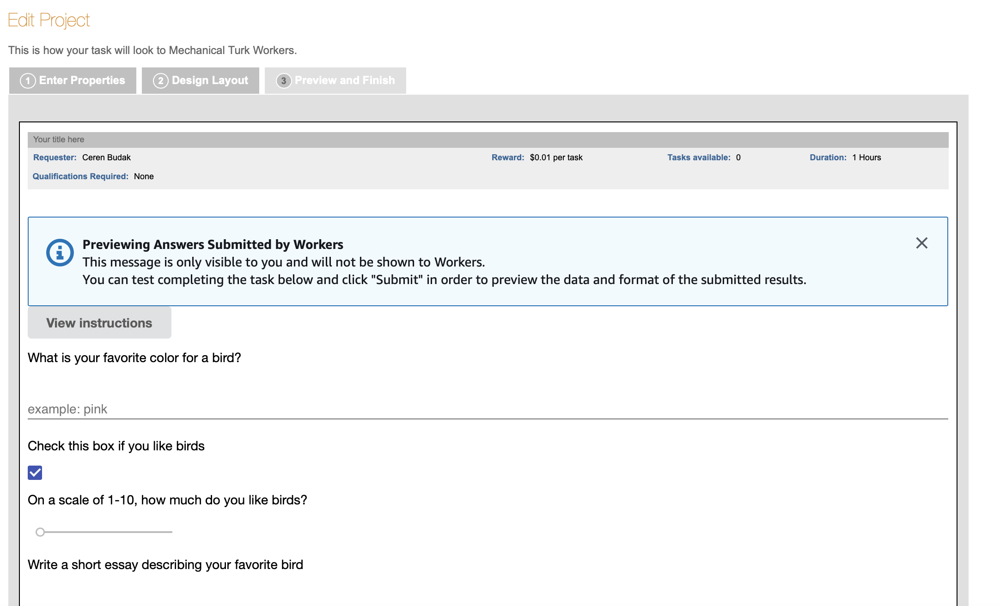 Edit Project
This is how your task will look to Mechanical Turk Workers.
1 Enter Properties 2 Design Layout 3 Preview and Finish
Your title here
Requester: Ceren Budak Reward: $0.01 per task Tasks available: 0 Duration: 1 Hours
Qualifications Required: None
Previewing Answers Submitted by Workers
This message is only visible to you and will not be shown to Workers.
You can test completing the task below and click "Submit" in order to preview the data and format of the submitted results.
View instructions
What is your favorite color for a bird?
example: pink
Check this box if you like birds
On a scale of 1-10, how much do you like birds?
Write a short essay describing your favorite bird